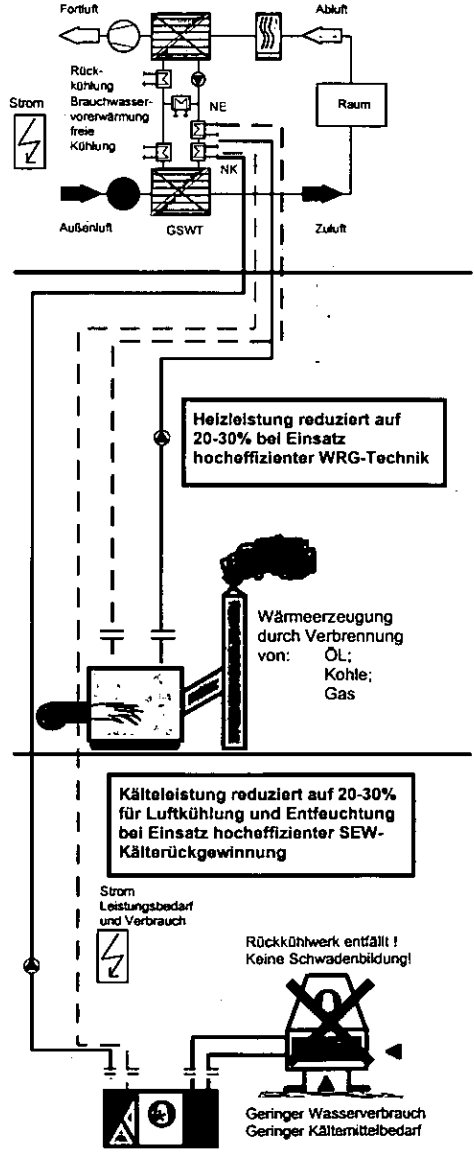 Fortluft
Abluft
Rück-
kühlung
Strom
Brauchwasser-
vorerwärmung
freie
Kühlung
NE
Raum
NK
Außenluft
GSWT
Zuluft
Heizleistung reduziert auf
20-30% bei Einsatz
hocheffizienter WRG-Technik
Wärmeerzeugung
durch Verbrennung
von: ÖL;
Kohle;
Gas
Kälteleistung reduziert auf 20-30%
für Luftkühlung und Entfeuchtung
bei Einsatz hocheffizienter SEW-
Kälterückgewinnung
Strom
Leistungsbedarf
und Verbrauch
Rückkühlwerk entfällt !
Keine Schwadenbildung!
Geringer Wasserverbrauch
Geringer Kältemittelbedarf